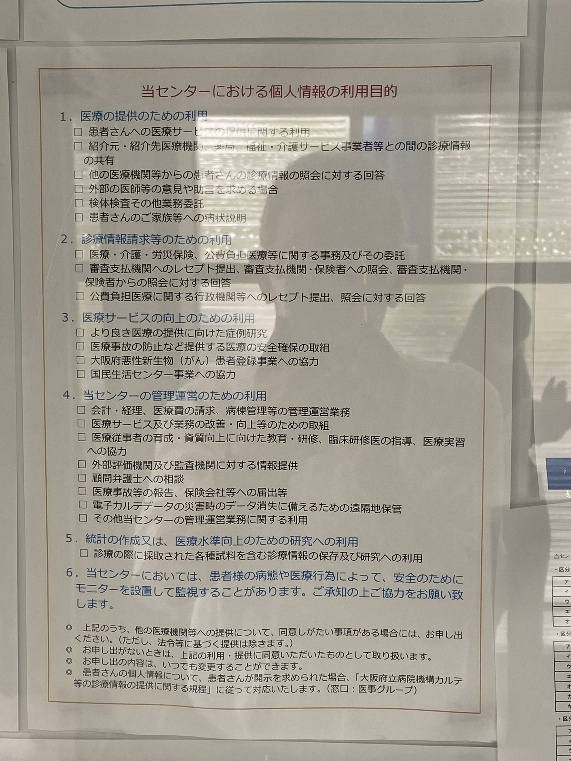 当センターにおける個人情報の利用目的
1．医療の提供のための利用
□ 患者さんへの医療サービスの提供に関する利用
□ 紹介元・紹介先医療機関、薬局、福祉・介護サービス事業者等との間の診療情報
の共有
□ 他の医療機関等からの患者さんの診療情報の照会に対する回答
□ 外部の医師等の意見や助言を求める場合
□ 検体検査その他業務委託
□ 患者さんのご家族等への病状説明
2．診療情報請求等のための利用
□ 医療・介護・労災保険、公費負担医療等に関する事務及びその委託
□ 審査支払機関へのレセプト提出、審査支払機関・保険者への照会、審査支払機関・
保険者からの照会に対する回答
□ 公費負担医療に関する行政機関等へのレセプト提出、照会に対する回答
3．医療サービスの向上のための利用
□ より良き医療の提供に向けた症例研究
□ 医療事故の防止など提供する医療の安全確保の取組
□ 大阪府悪性新生物（がん）患者登録事業への協力
□ 国民生活センター事業への協力
4．当センターの管理運営のための利用
□ 会計・経理、医療費の請求、病棟管理等の管理運営業務
□ 医療サービス及び業務の改善・向上等のための取組
□ 医療従事者の育成・資質向上に向けた教育・研修、臨床研修医の指導、医療実習
への協力
□ 外部評価機関及び監査機関に対する情報提供
□ 顧問弁護士への相談
□ 医療事故等の報告、保険会社等への届出等
□ 電子カルテデータの災害時のデータ消失に備えるための遠隔地保管
□ その他当センターの管理運営業務に関する利用
5．統計の作成又は、医療水準向上のための研究への利用
□ 診療の際に採取された各種試料を含む診療情報の保存及び研究への利用
6．当センターにおいては、患者様の病態や医療行為によって、安全のために
モニターを設置して監視することがあります。ご承知の上ご協力をお願い致
します。
◎ 上記のうち、他の医療機関等への提供について、同意しがたい事項がある場合には、お申し出
ください。（ただし、法令等に基づく提供は除きます。）
◎ お申し出がないときは、上記の利用・提供に同意いただいたものとして取り扱います。
◎ お申し出の内容は、いつでも変更することができます。
◎ 患者さんの個人情報について、患者さんが開示を求められた場合、「大阪府立病院機構カルテ
等の診療情報の提供に関する規程」に従って対応いたします。（窓口：医事グループ）